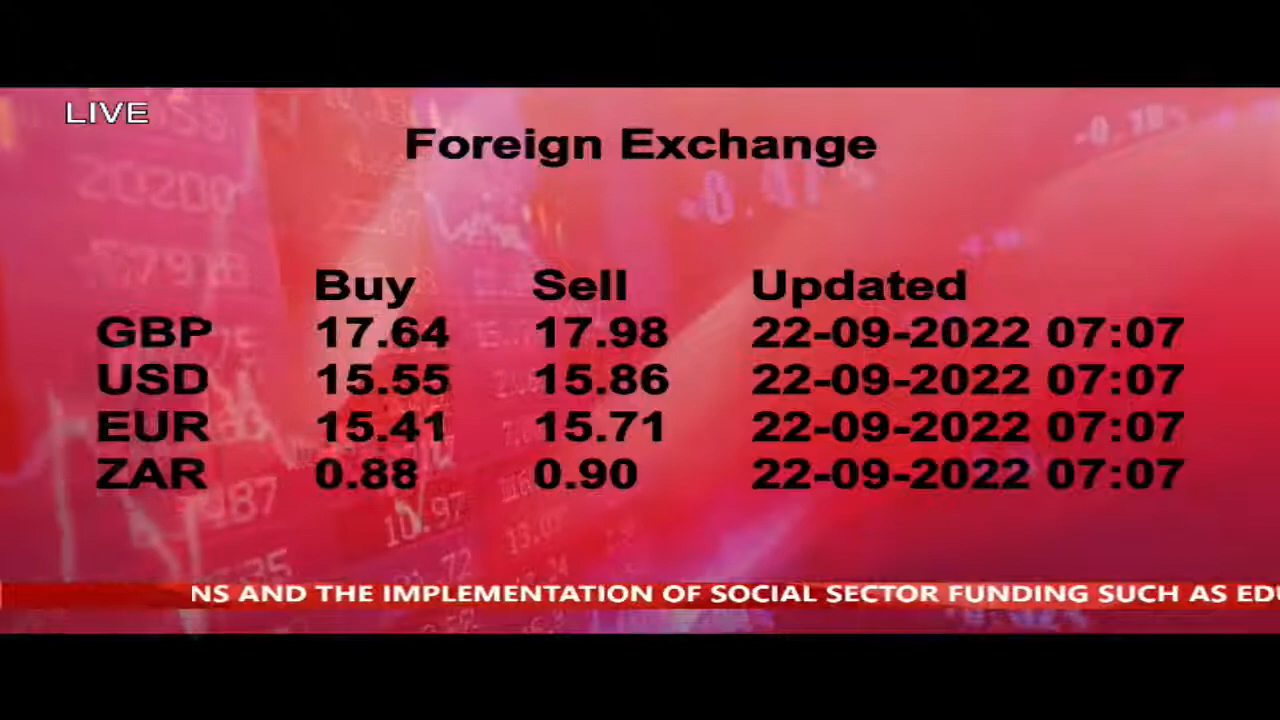 LIVE
Foreign Exchange
Buy Sell Updated
GBP 17.64 17.98 22-09-2022 07:07
USD 15.55 15.86 22-09-2022 07:07
EUR 15.41 15.71 22-09-2022 07:07
ZAR 0.88 0.90 22-09-2022 07:07
NS AND THE IMPLEMENTATION OF SOCIAL SECTOR FUNDING SUCH AS EDU